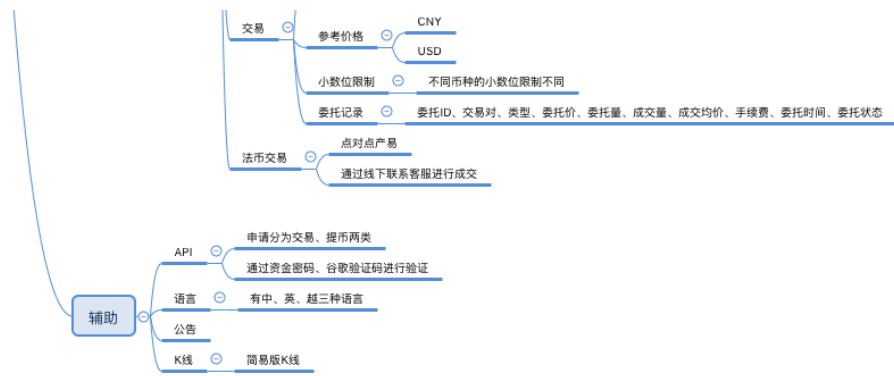 交易
参考价格
CNY
USD
小数位限制
不同币种的小数位限制不同
委托记录
委托ID、交易对、类型、委托价、委托量、成交量、成交均价、手续费、委托时间、委托状态
法币交易
点对点产易
通过线下联系客服进行成交
辅助
API
申请分为交易、提币两类
通过资金密码、谷歌验证码进行验证
语言
有中、英、越三种语言
公告
K线
简易版K线